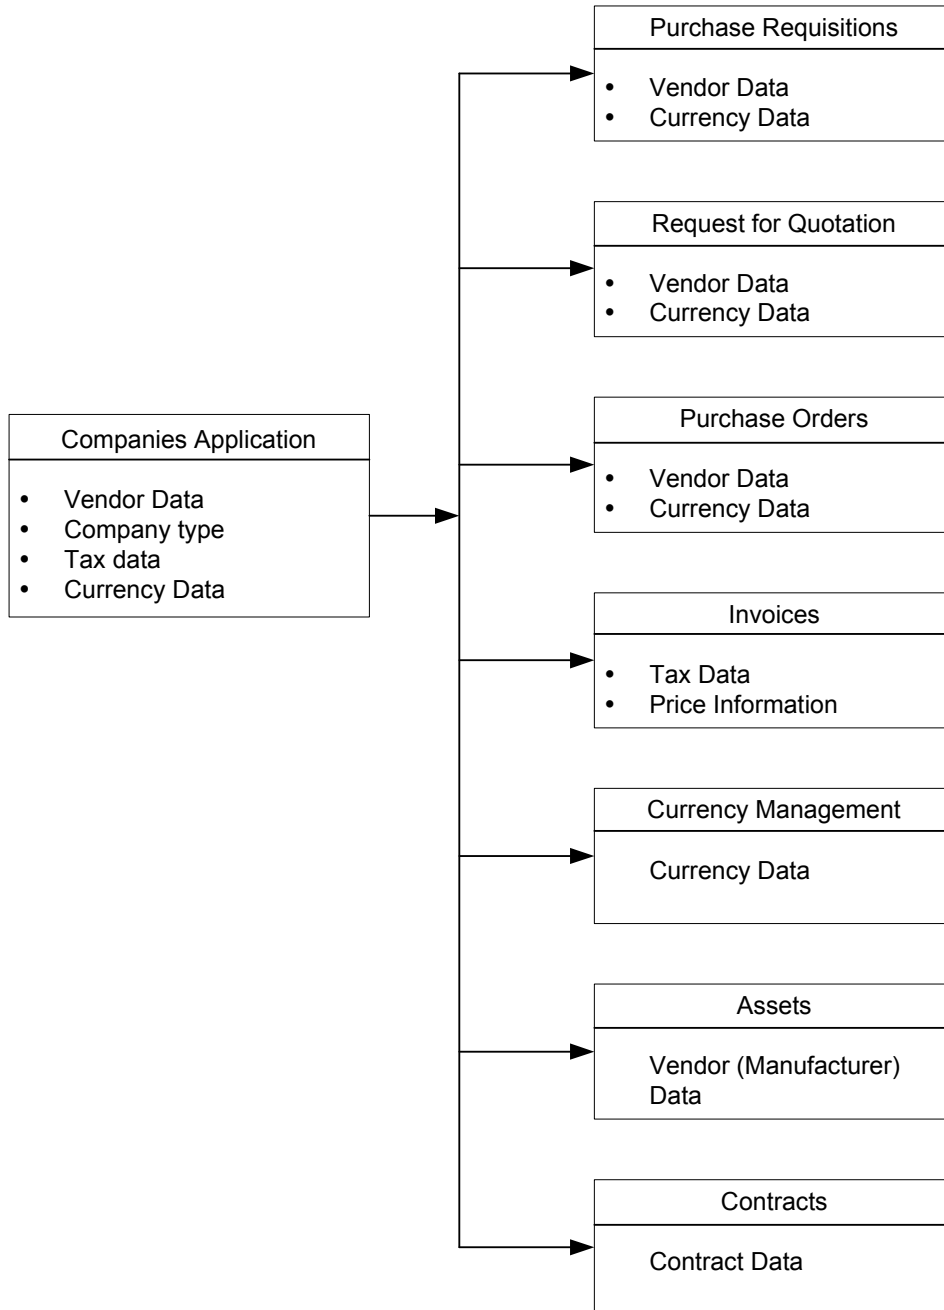 Purchase Requisitions
• Vendor Data
• Currency Data
Request for Quotation
• Vendor Data
• Currency Data
Purchase Orders
• Vendor Data
• Currency Data
Companies Application
• Vendor Data
• Company type
• Tax data
• Currency Data
Invoices
• Tax Data
• Price Information
Currency Management
Currency Data
Assets
Vendor (Manufacturer)
Data
Contracts
Contract Data